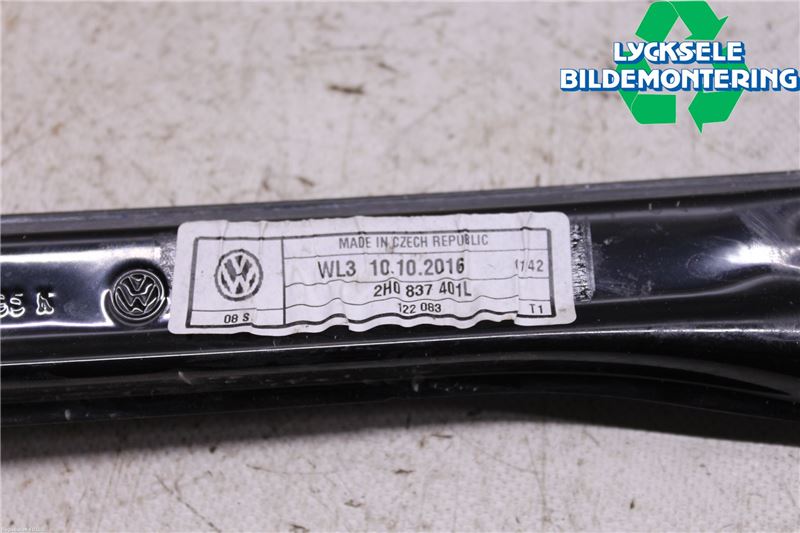 LYCKSELE
BILDEMONTERING
MADE IN CZECH REPUBLIC
WL3 10.10.2016 1142
2H0 837 401L
08 S 122 083 T1